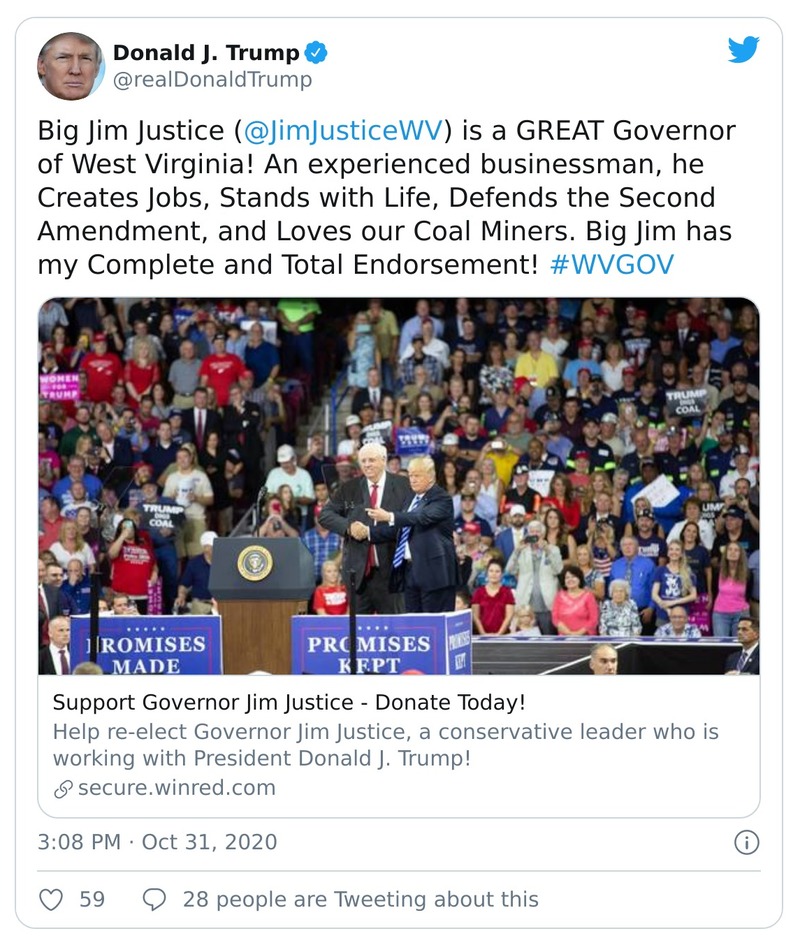 Donald J. Trump
@realDonaldTrump
Big Jim Justice (@JimJusticeWV) is a GREAT Governor
of West Virginia! An experienced businessman, he
Creates Jobs, Stands with Life, Defends the Second
Amendment, and Loves our Coal Miners. Big Jim has
my Complete and Total Endorsement! #WVGOV
WOMEN
FOR
TRUMP
TRUMP
DIGS
COAL
TRUMP
DIGS
COAL
PROMISES
MADE
PROMISES
KEPT
PROMISES
KEPT
Support Governor Jim Justice - Donate Today!
Help re-elect Governor Jim Justice, a conservative leader who is
working with President Donald J. Trump!
secure.winred.com
3:08 PM · Oct 31, 2020
59
28 people are Tweeting about this